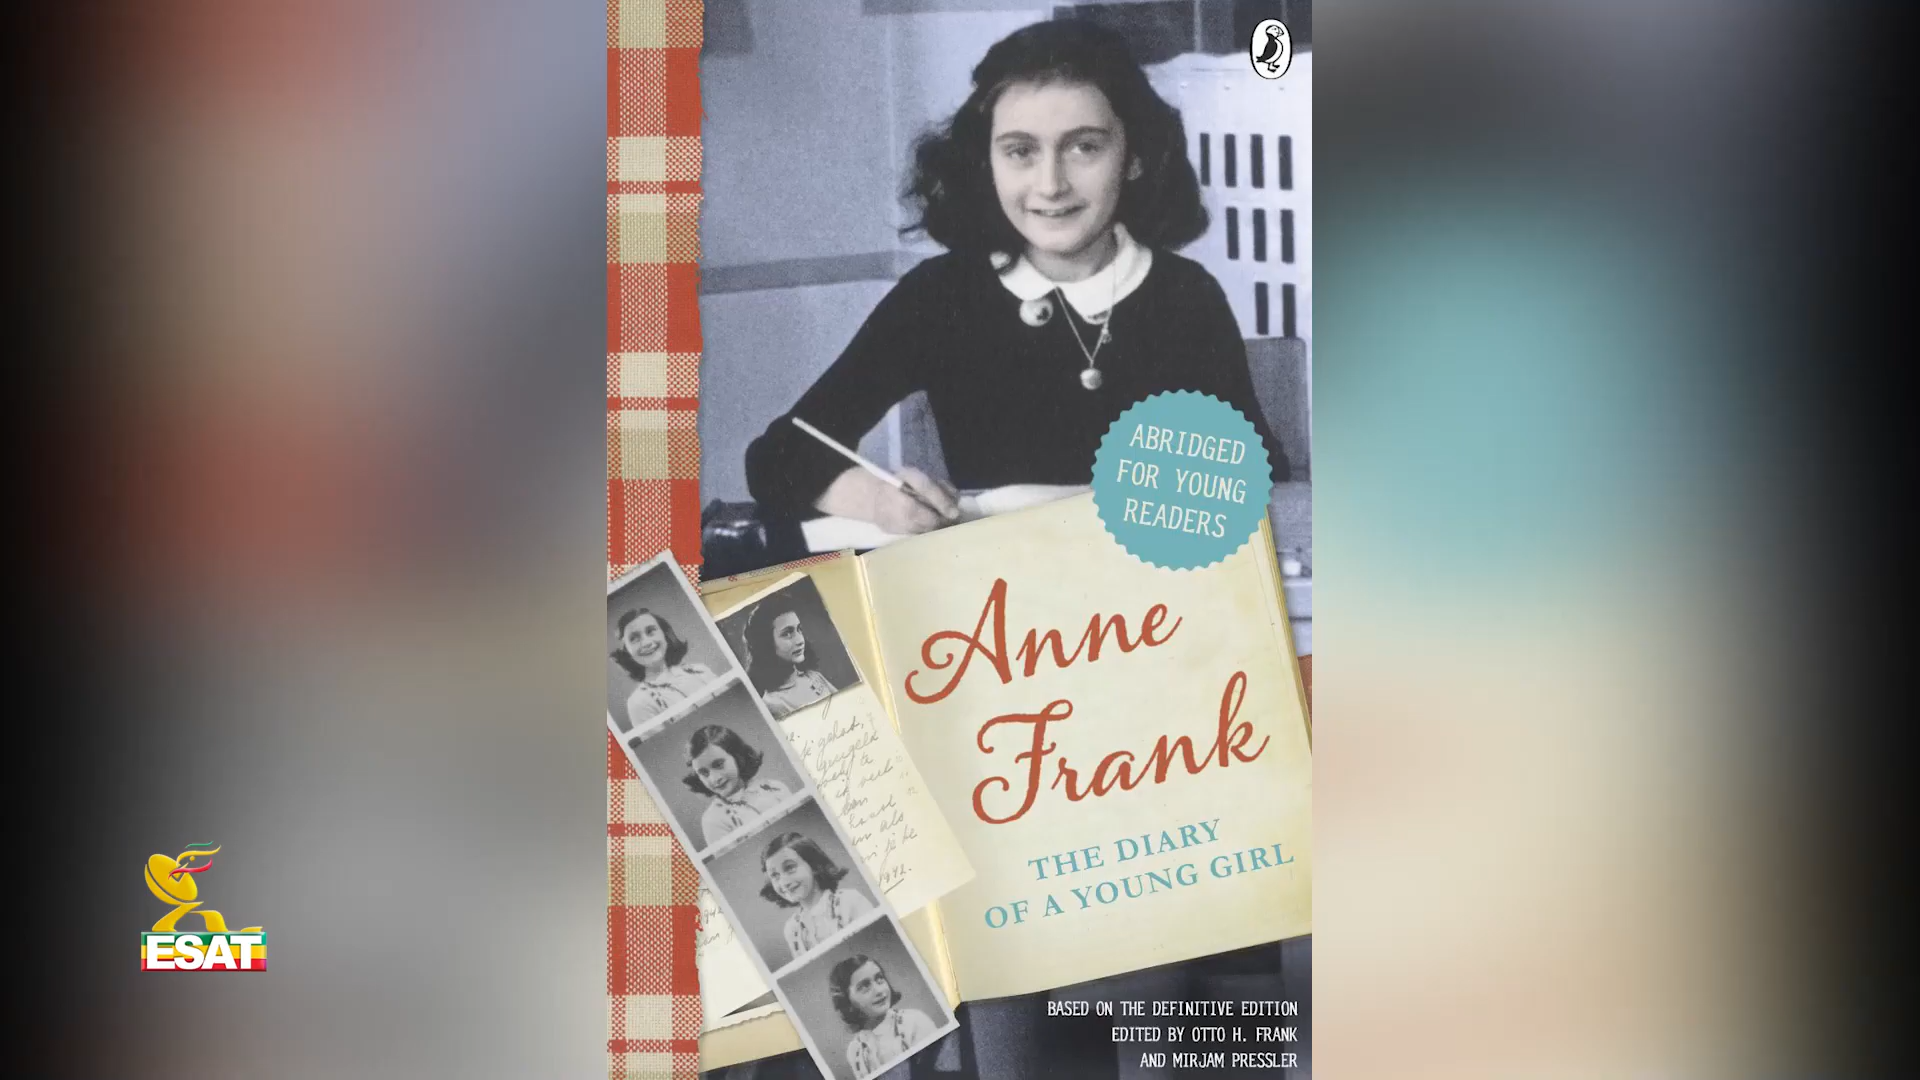 ABRIDGED
FOR YOUNG
READERS
Anne
Frank
THE DIARY
OF A YOUNG GIRL
BASED ON THE DEFINITIVE EDITION
EDITED BY OTTO H. FRANK
AND MIRJAM PRESSLER
ESAT